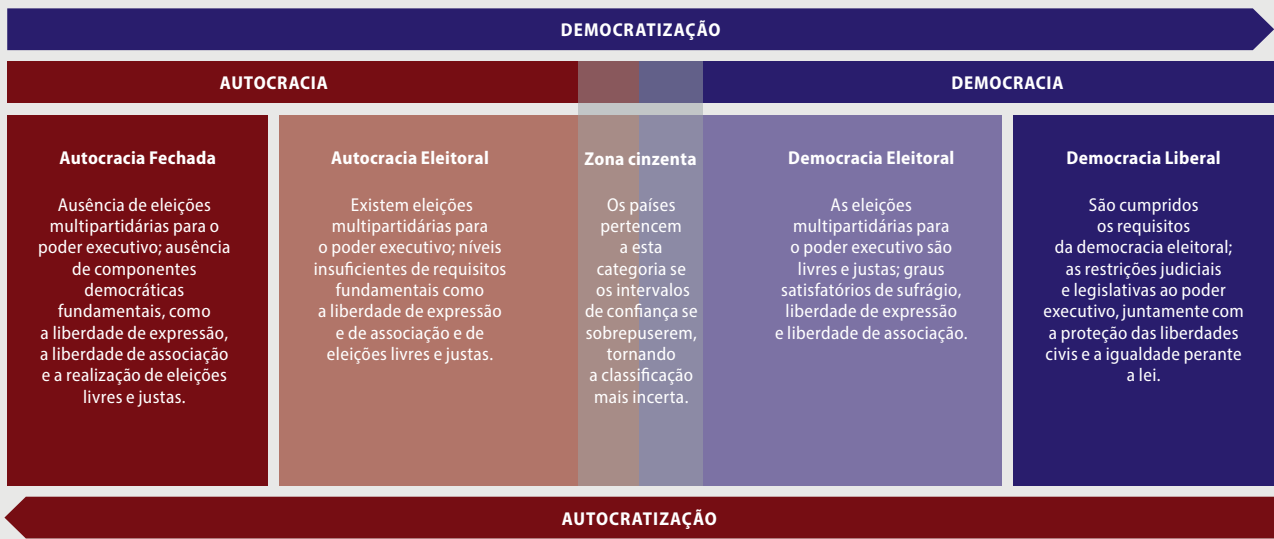 DEMOCRATIZAÇÃO
AUTOCRACIA
DEMOCRACIA
Autocracia Fechada
Ausência de eleições
multipartidárias para o
poder executivo; ausência
de componentes
democráticas
fundamentais, como
a liberdade de expressão,
a liberdade de associação
e a realização de eleições
livres e justas.
Autocracia Eleitoral
Existem eleições
multipartidárias para
o poder executivo; níveis
insuficientes de requisitos
fundamentais como
a liberdade de expressão
e de associação e de
eleições livres e justas.
Zona cinzenta
Os países
pertencem
a esta
categoria se
os intervalos
de confiança se
sobrepuserem,
tornando
a classificação
mais incerta.
Democracia Eleitoral
As eleições
multipartidárias para
o poder executivo são
livres e justas; graus
satisfatórios de sufrágio,
liberdade de expressão
e liberdade de associação.
Democracia Liberal
São cumpridos
os requisitos
da democracia eleitoral;
as restrições judiciais
e legislativas ao poder
executivo, juntamente com
a proteção das liberdades
civis e a igualdade perante
a lei.
AUTOCRATIZAÇÃO